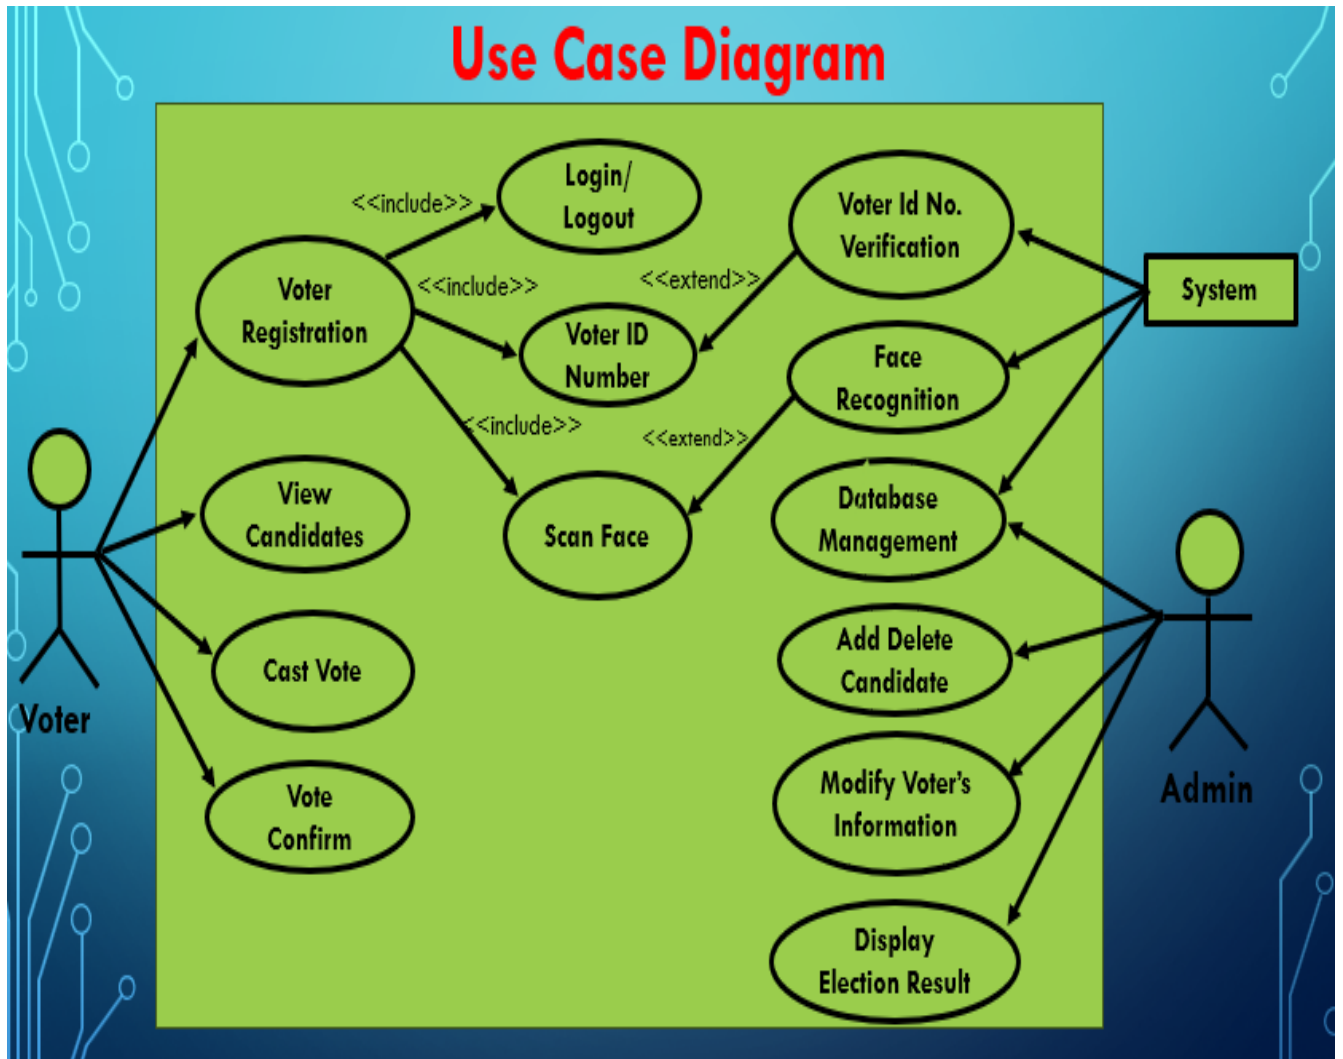 Use Case Diagram
Login/
Logout
<<include>>
Voter Id No.
Verification
Voter
Registration
<<include>>
<<extend>>
System
Voter ID
Number
Face
Recognition
<<include>>
<<extend>>
View
Candidates
Scan Face
Database
Management
Cast Vote
Add Delete
Candidate
Voter
Vote
Confirm
Modify Voter's
Information
Admin
Display
Election Result